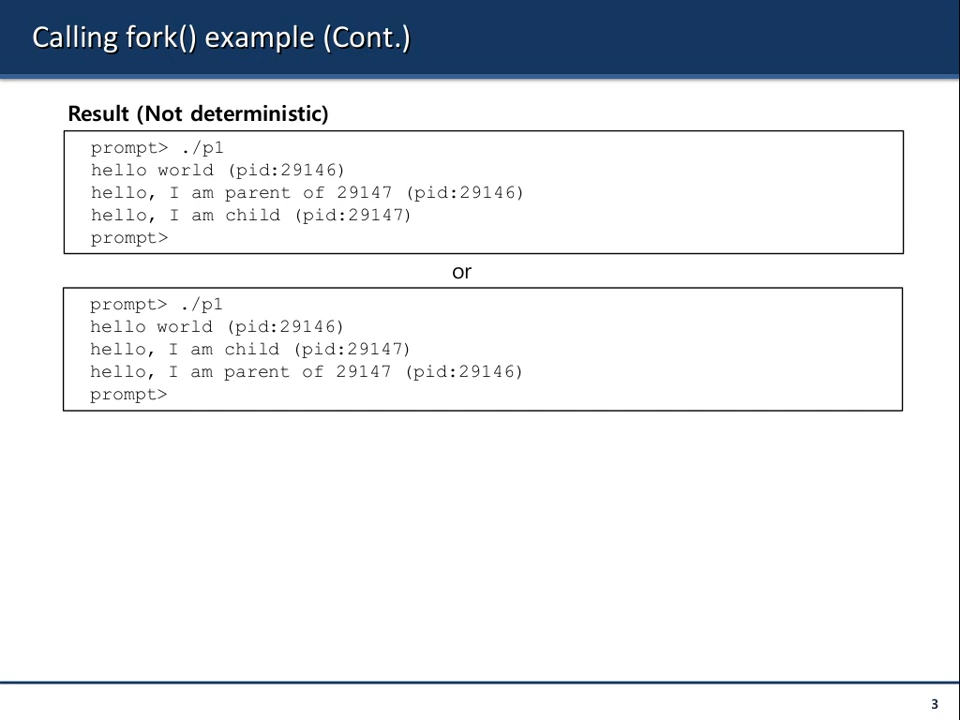 Calling fork() example (Cont.)
Result (Not deterministic)
prompt> ./p1
hello world (pid:29146)
hello, I am parent of 29147 (pid:29146)
hello, I am child (pid:29147)
prompt>
or
prompt> ./p1
hello world (pid:29146)
hello, I am child (pid:29147)
hello, I am parent of 29147 (pid:29146)
prompt>
3